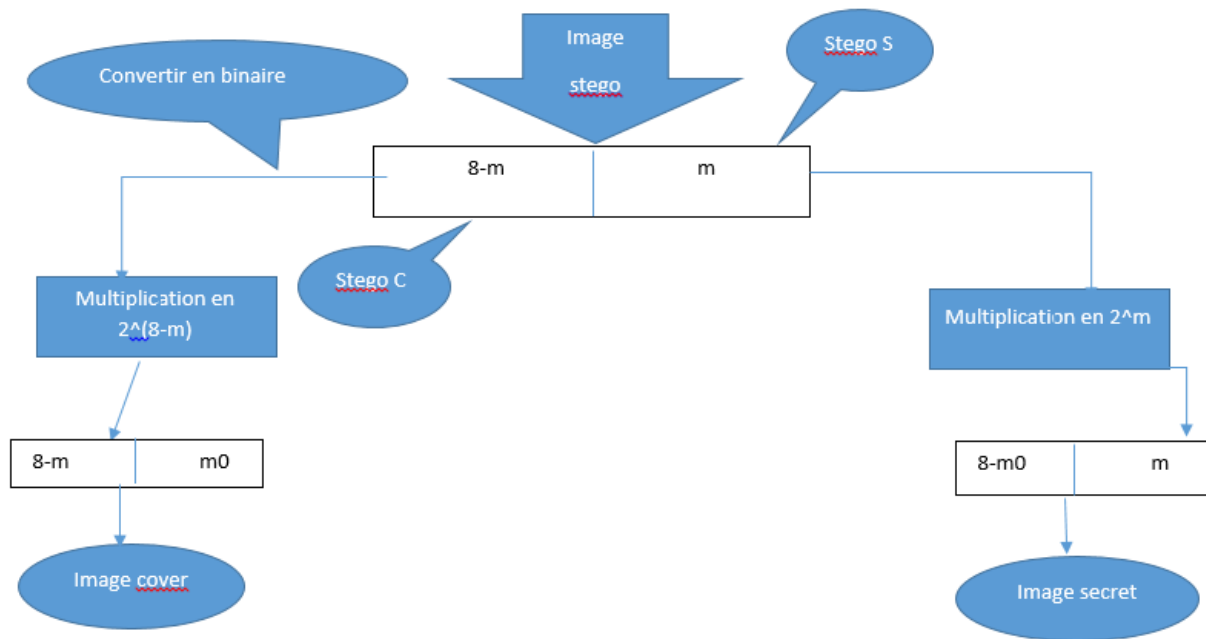 Image
stego
Stego S
Convertir en binaire
8-m
m
Stego C
Multiplication en
2^(8-m)
Multiplication en 2^m
8-m
m0
8-m0
m
Image cover
Image secret